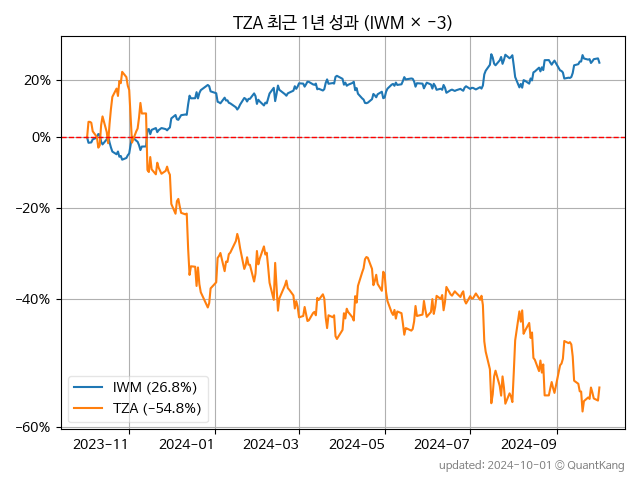 TZA 최근 1년 성과 (IWM × −3)
20%
0%
−20%
−40%
−60%
IWM (26.8%)
TZA (−54.8%)
2023-11 2024-01 2024-03 2024-05 2024-07 2024-09
updated: 2024-10-01 © QuantKang